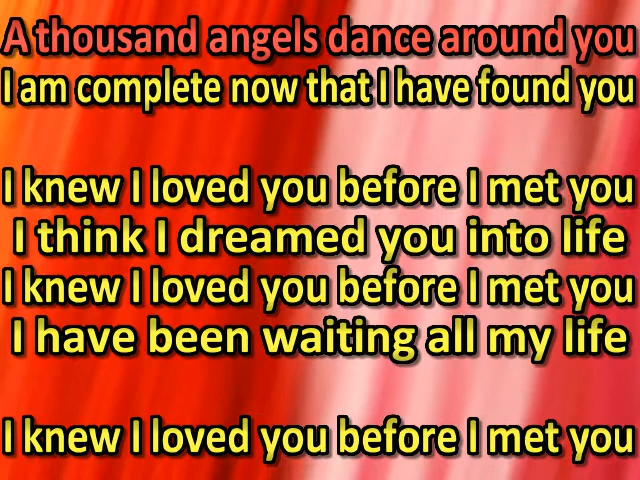 A thousand angels dance around you
I am complete now that I have found you
I knew I loved you before I met you
I think I dreamed you into life
I knew I loved you before I met you
I have been waiting all my life
I knew I loved you before I met you